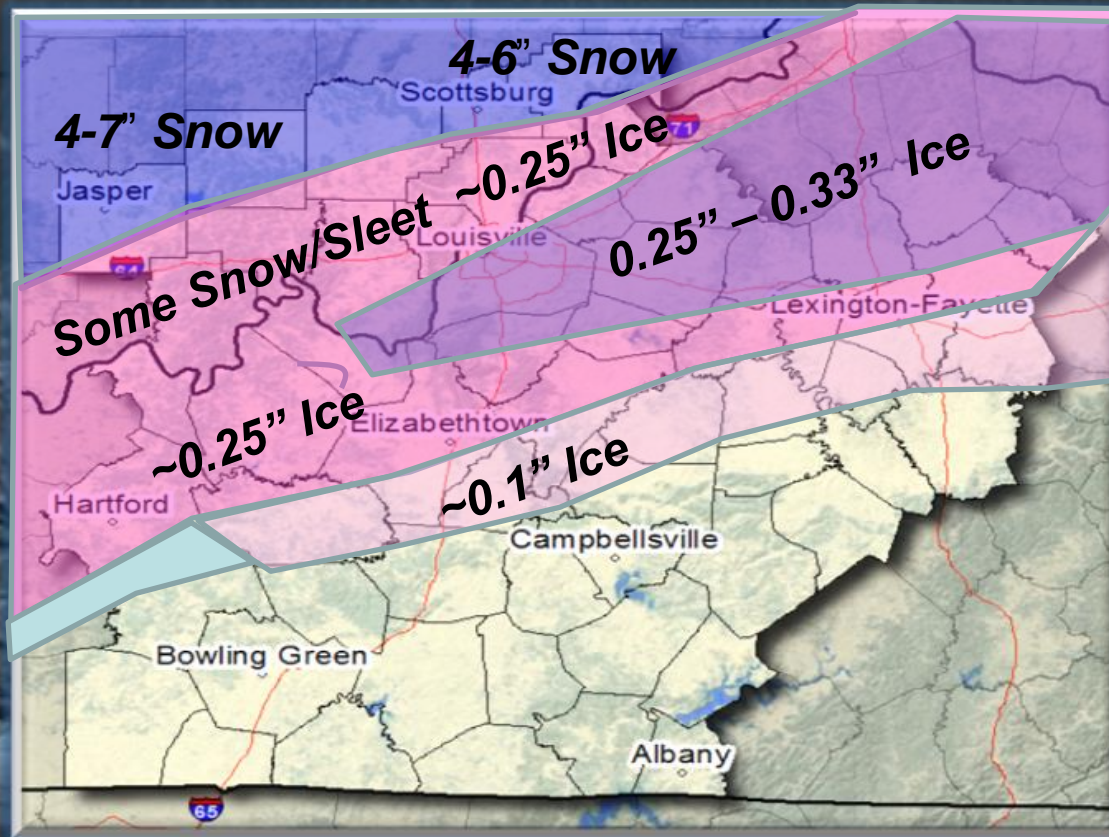 4-6” Snow
Scottsburg
4-7” Snow
71
Jasper
Some Snow/Sleet ~0.25” Ice
0.25” – 0.33” Ice
Louisville
64
Lexington-Fayette
~0.25” Ice
Elizabethtown
~0.1” Ice
Hartford
Campbellsville
Bowling Green
Albany
65